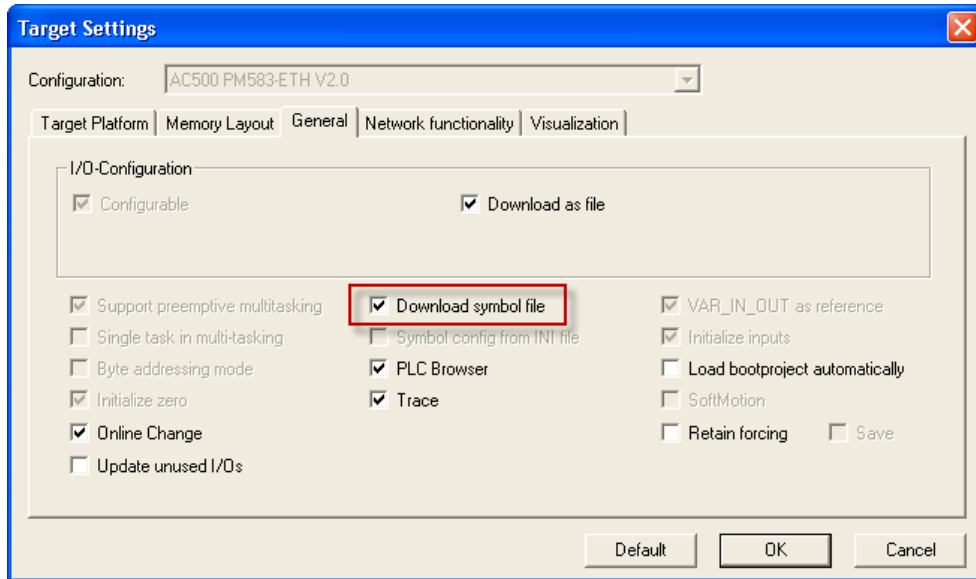 Target Settings
Configuration: AC500 PM583-ETH V2.0
Target Platform Memory Layout General Network functionality Visualization
I/O-Configuration
Configurable Download as file
Support preemptive multitasking Download symbol file VAR_IN_OUT as reference
Single task in multi-tasking Symbol config from INI file Initialize inputs
Byte addressing mode PLC Browser Load bootproject automatically
Initialize zero Trace SoftMotion
Online Change Retain forcing Save
Update unused I/Os
Default OK Cancel